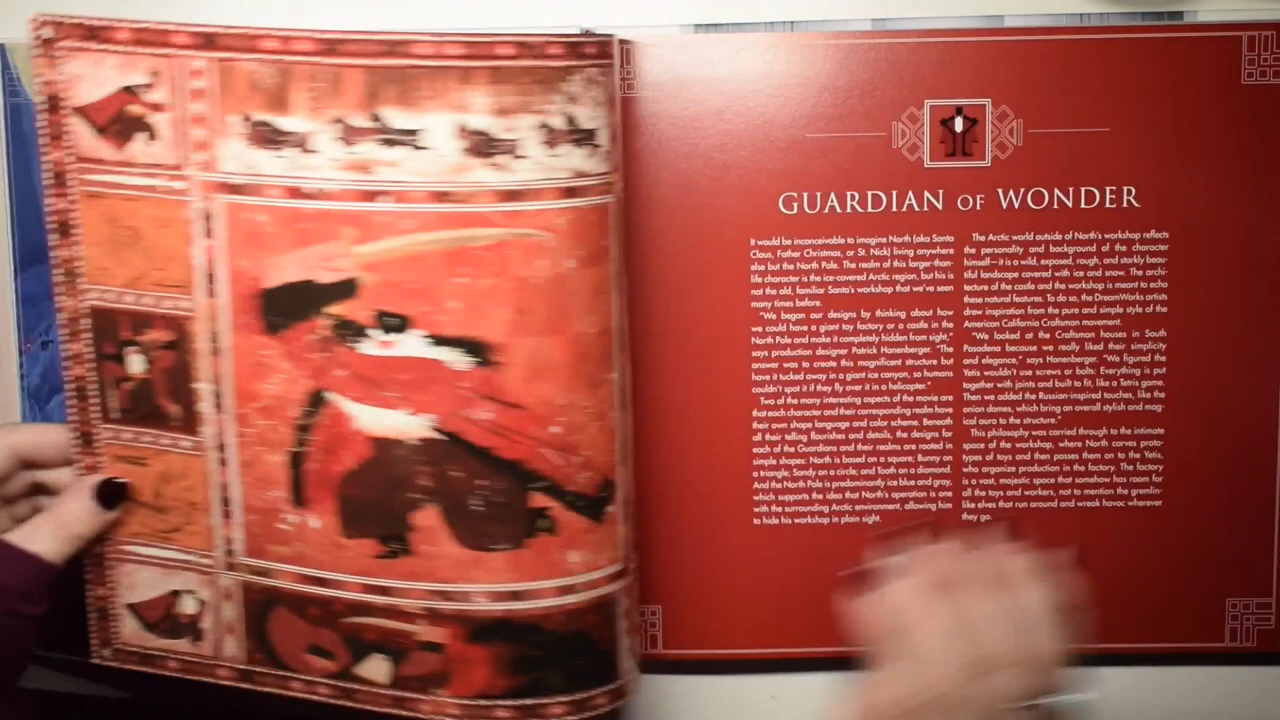 GUARDIAN OF WONDER
It would be inconceivable to imagine North (aka Santa
Claus, Father Christmas, or St. Nick) living anywhere
else but the North Pole. The realm of this larger-than-
life character is the ice-covered Arctic region, but his is
not the old, familiar Santa's workshop that we've seen
many times before.
"We began our designs by thinking about how
we could have a giant toy factory or a castle in the
North Pole and make it completely hidden from sight,"
says production designer Patrick Hanenberger. "The
answer was to create this magnificent structure but
have it tucked away in a giant ice canyon, so humans
couldn't spot it if they fly over it in a helicopter."
Two of the many interesting aspects of the movie are
that each character and their corresponding realm have
their own shape language and color scheme. Beneath
all their telling flourishes and details, the designs for
each of the Guardians and their realms are rooted in
simple shapes: North is based on a square; Bunny on
a triangle; Sandy on a circle; and Tooth on a diamond.
And the North Pole is predominantly ice blue and gray,
which supports the idea that North's operation is one
with the surrounding Arctic environment, allowing him
to hide his workshop in plain sight.
The Arctic world outside of North's workshop reflects
the personality and background of the character
himself—it is a wild, exposed, rough, and starkly beau-
tiful landscape covered with ice and snow. The archi-
tecture of the castle and the workshop is meant to echo
these natural features. To do so, the DreamWorks artists
drew inspiration from the pure and simple style of the
American California Craftsman movement.
"We looked at the Craftsman houses in South
Pasadena because we really liked their simplicity
and elegance," says Hanenberger. "We figured the
Yetis wouldn't use screws or bolts: Everything is put
together with joints and built to fit, like a Tetris game.
Then we added the Russian-inspired touches, like the
onion domes, which bring an overall stylish and mag-
ical aura to the structure."
This philosophy was carried through to the intimate
space of the workshop, where North carves proto-
types of toys and then passes them on to the Yetis,
who organize production in the factory. The factory
is a vast, majestic space that somehow has room for
all the toys and workers, not to mention the gremlin-
like elves that run around and wreak havoc wherever
they go.